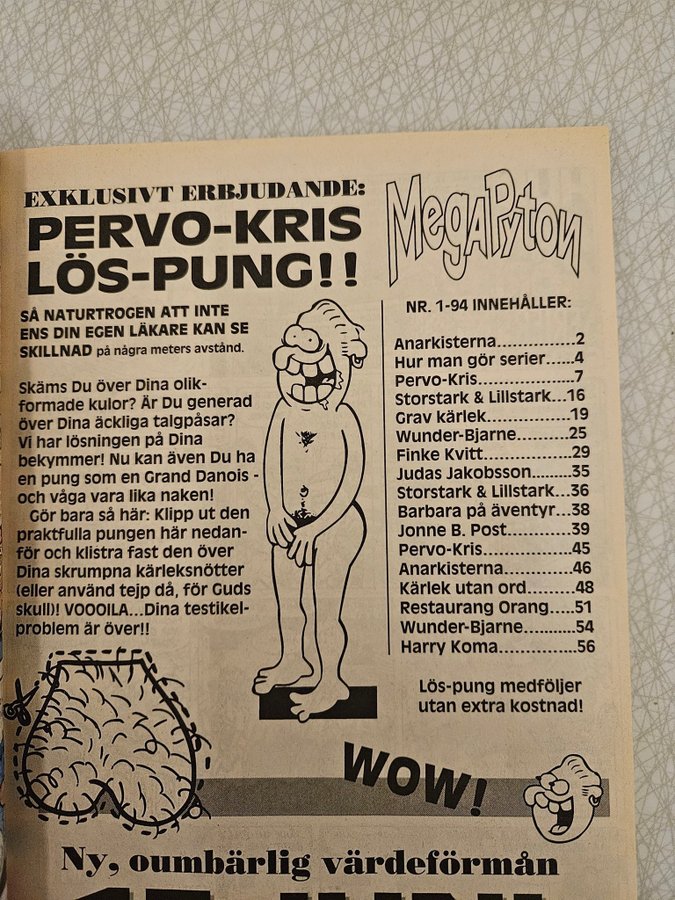 EXKLUSIVT ERBJUDANDE:
PERVO-KRIS
LÖS-PUNG!!
SÅ NATURTROGEN ATT INTE
ENS DIN EGEN LÄKARE KAN SE
SKILLNAD på några meters avstånd.
Skäms Du över Dina olik-
formade kulor? Är Du generad
över Dina äckliga talgpåsar?
Vi har lösningen på Dina
bekymmer! Nu kan även Du ha
en pung som en Grand Danois -
och våga vara lika naken!
Gör bara så här: Klipp ut den
praktfulla pungen här nedan-
för och klistra fast den över
Dina skrumpna kärleksnötter
(eller använd tejp då, för Guds
skull)! VOOOILA...Dina testikel-
problem är över!!
MegaPyton
NR. 1-94 INNEHÅLLER:
Anarkisterna..............2
Hur man gör serier.....4
Pervo-Kris.................7
Storstark & Lillstark...16
Grav kärlek...............19
Wunder-Bjarne..........25
Finke Kvitt................29
Judas Jakobsson........35
Storstark & Lillstark...36
Barbara på äventyr..38
Jonne B. Post............39
Pervo-Kris................45
Anarkisterna............46
Kärlek utan ord........48
Restaurang Orang.....51
Wunder-Bjarne...........54
Harry Koma...............56
Lös-pung medföljer
utan extra kostnad!
WOW!
Ny, oumbärlig värdeförmån